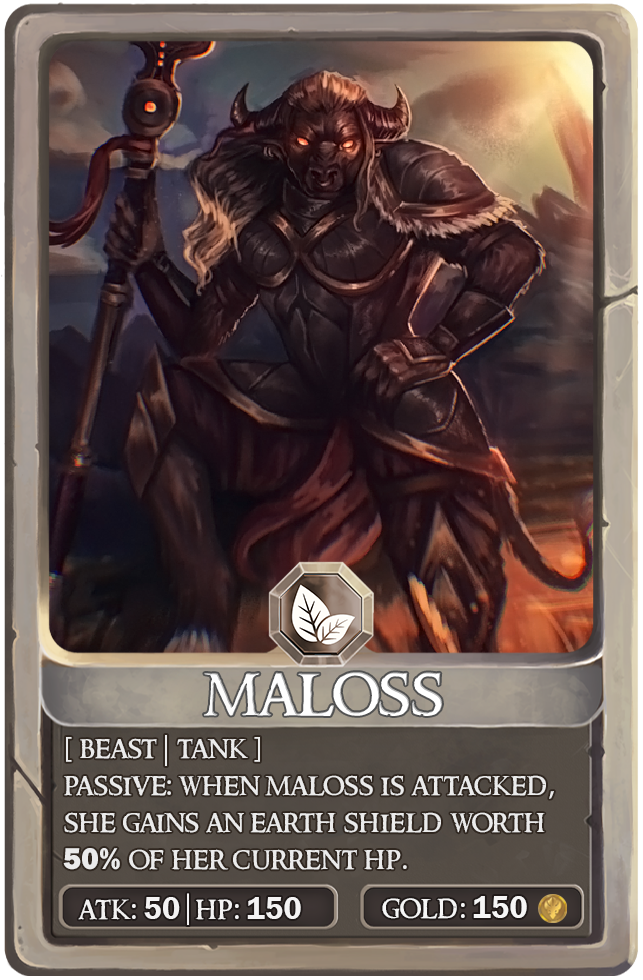 MALOSS
[ BEAST | TANK ]
PASSIVE: WHEN MALOSS IS ATTACKED,
SHE GAINS AN EARTH SHIELD WORTH
50% OF HER CURRENT HP.
ATK: 50 | HP: 150
GOLD: 150